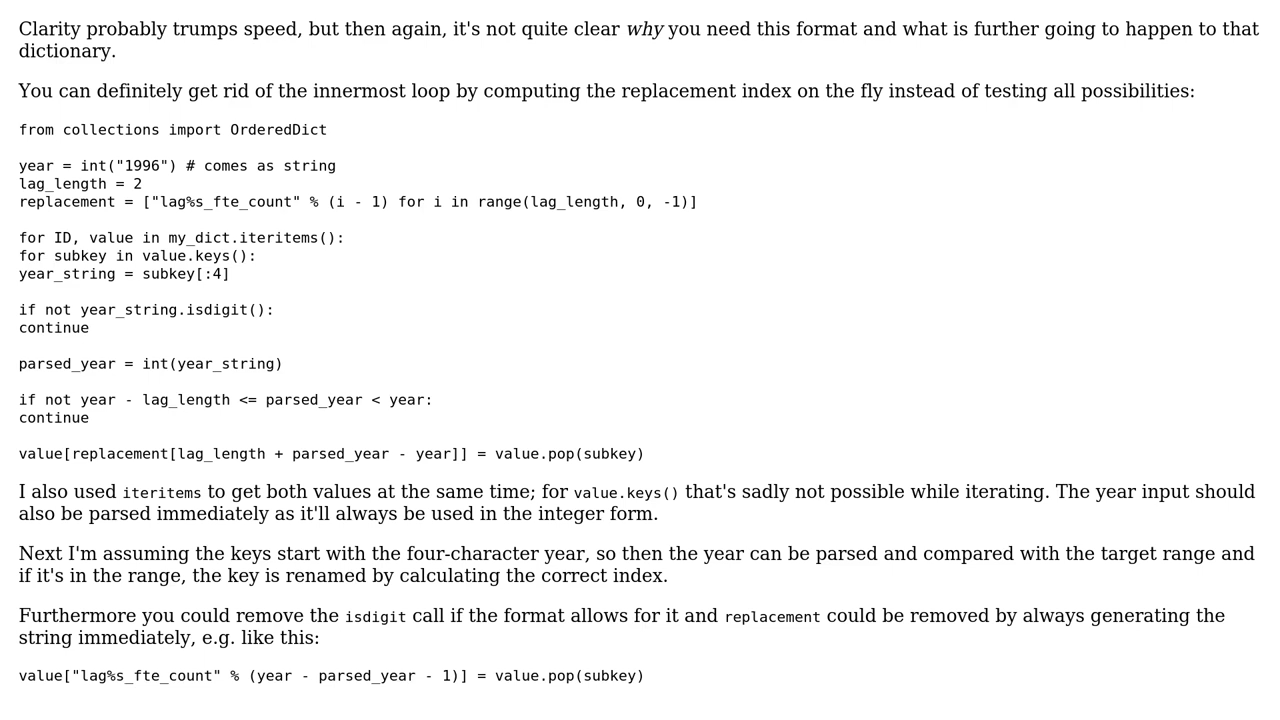 Clarity probably trumps speed, but then again, it's not quite clear why you need this format and what is further going to happen to that
dictionary.
You can definitely get rid of the innermost loop by computing the replacement index on the fly instead of testing all possibilities:
from collections import OrderedDict
year = int("1996") # comes as string
lag_length = 2
replacement = ["lag%s_fte_count" % (i - 1) for i in range(lag_length, 0, -1)]
for ID, value in my_dict.iteritems():
for subkey in value.keys():
year_string = subkey[:4]
if not year_string.isdigit():
continue
parsed_year = int(year_string)
if not year - lag_length <= parsed_year < year:
continue
value[replacement[lag_length + parsed_year - year]] = value.pop(subkey)
I also used iteritems to get both values at the same time; for value.keys() that's sadly not possible while iterating. The year input should
also be parsed immediately as it'll always be used in the integer form.
Next I'm assuming the keys start with the four-character year, so then the year can be parsed and compared with the target range and
if it's in the range, the key is renamed by calculating the correct index.
Furthermore you could remove the isdigit call if the format allows for it and replacement could be removed by always generating the
string immediately, e.g. like this:
value["lag%s_fte_count" % (year - parsed_year - 1)] = value.pop(subkey)